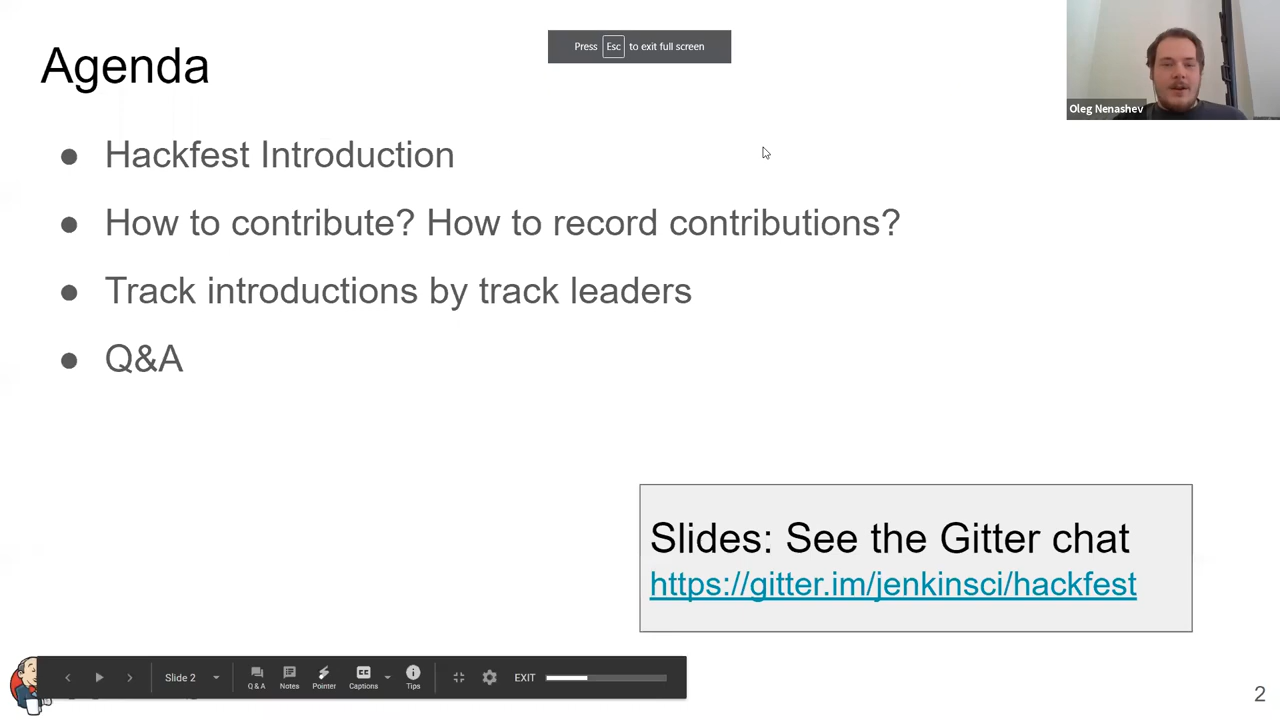 Agenda
Press Esc to exit full screen
Oleg Nenashev
● Hackfest Introduction
● How to contribute? How to record contributions?
● Track introductions by track leaders
● Q&A
Slides: See the Gitter chat
https://gitter.im/jenkinsci/hackfest
Slide 2
Q & A
Notes
Pointer
CC
Captions
Tips
EXIT
2